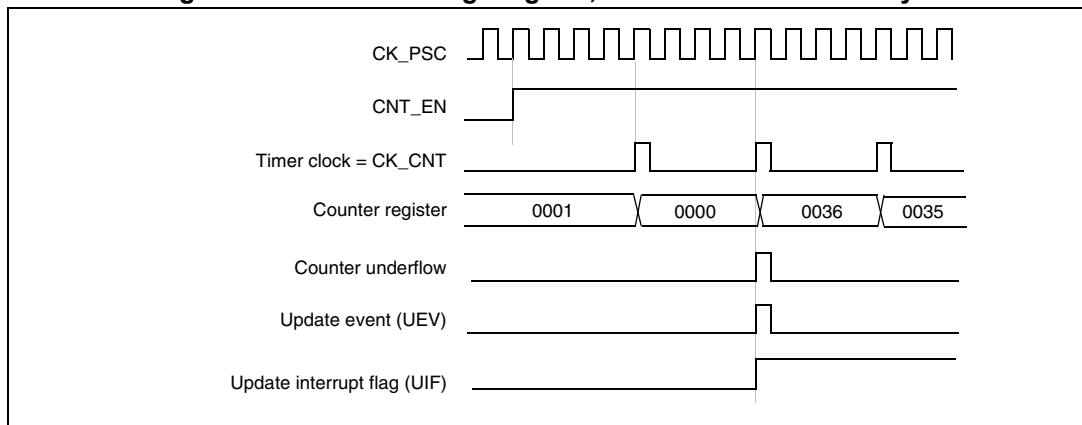 CK_PSC
CNT_EN
Timer clock = CK_CNT
Counter register 0001 0000 0036 0035
Counter underflow
Update event (UEV)
Update interrupt flag (UIF)